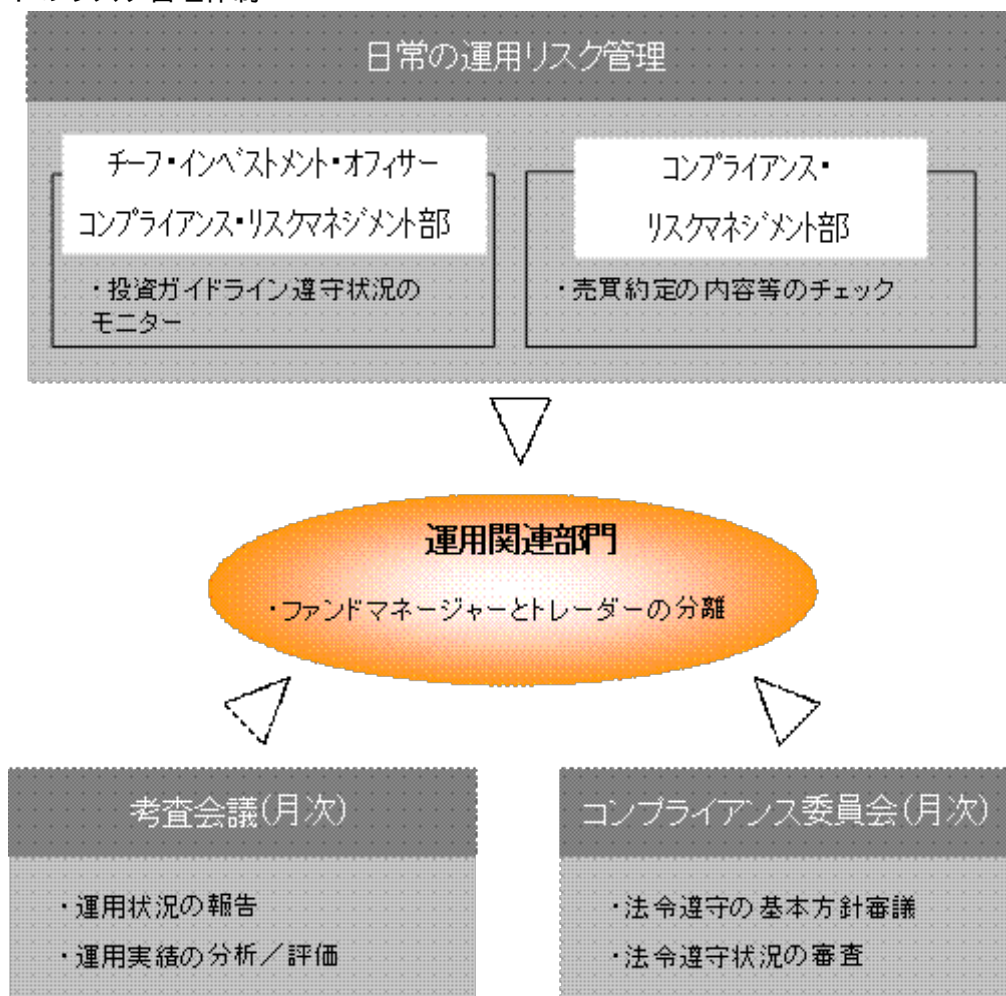 日常の運用リスク管理
チーフ・インベストメント・オフィサー
コンプライアンス・リスクマネジメント部
・投資ガイドライン遵守状況の
モニター
コンプライアンス・
リスクマネジメント部
・売買約定の内容等のチェック
運用関連部門
・ファンドマネージャーとトレーダーの分離
考査会議(月次)
・運用状況の報告
・運用実績の分析／評価
コンプライアンス委員会(月次)
・法令遵守の基本方針審議
・法令遵守状況の審査